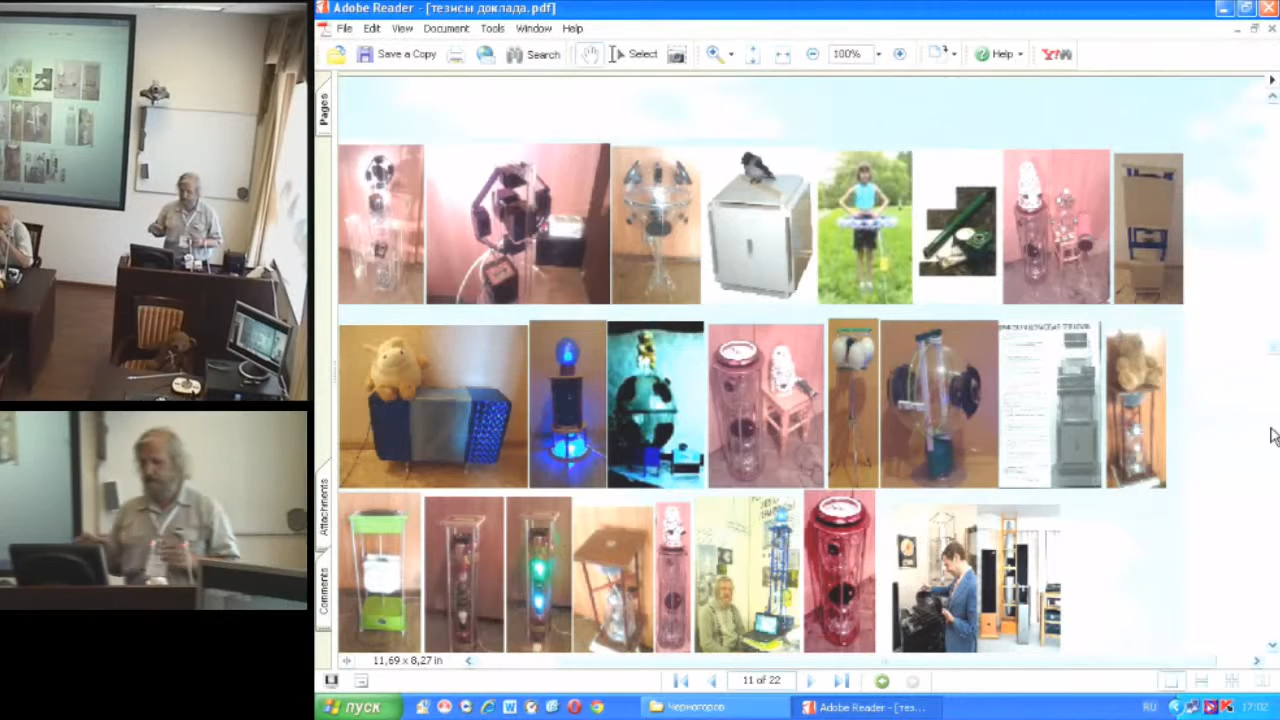 Adobe Reader - [тезисы доклада.pdf]
File Edit View Document Tools Window Help
Save a Copy Search Select 100% Help Y!
Pages
Attachments
Comments
11,69 x 8,27 in
11 of 22
пуск Черногоров Adobe Reader - [тез... RU 17:02